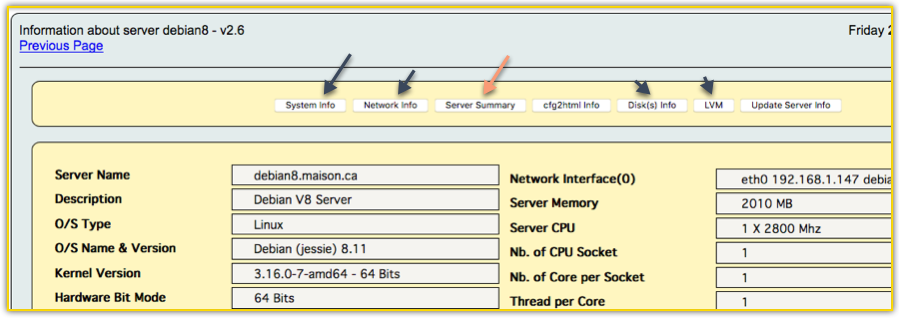 Information about server debian8 - v2.6
Friday 2
Previous Page
System Info Network Info Server Summary cfg2html Info Disk(s) Info LVM Update Server Info
Server Name debian8.maison.ca
Network Interface(0) eth0 192.168.1.147 debia
Description Debian V8 Server
Server Memory 2010 MB
O/S Type Linux
Server CPU 1 X 2800 Mhz
O/S Name & Version Debian (jessie) 8.11
Nb. of CPU Socket 1
Kernel Version 3.16.0-7-amd64 - 64 Bits
Nb. of Core per Socket 1
Hardware Bit Mode 64 Bits
Thread per Core 1